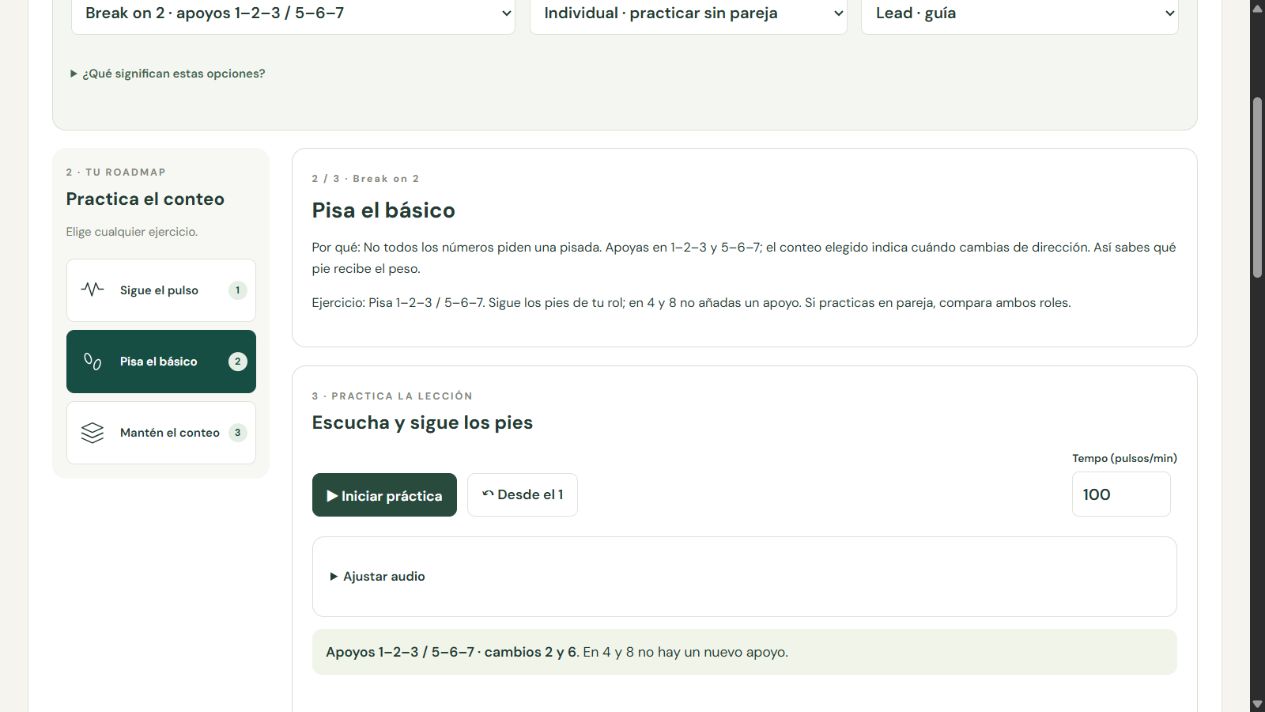 Break on 2 · apoyos 1–2–3 / 5–6–7
Individual · practicar sin pareja
Lead · guía
¿Qué significan estas opciones?
2 · TU ROADMAP
Practica el conteo
Elige cualquier ejercicio.
Sigue el pulso 1
Pisa el básico 2
Mantén el conteo 3
2 / 3 · Break on 2
Pisa el básico
Por qué: No todos los números piden una pisada. Apoyas en 1–2–3 y 5–6–7; el conteo elegido indica cuándo cambias de dirección. Así sabes qué
pie recibe el peso.
Ejercicio: Pisa 1–2–3 / 5–6–7. Sigue los pies de tu rol; en 4 y 8 no añadas un apoyo. Si practicas en pareja, compara ambos roles.
3 · PRACTICA LA LECCIÓN
Escucha y sigue los pies
Tempo (pulsos/min)
Iniciar práctica
Desde el 1
100
Ajustar audio
Apoyos 1–2–3 / 5–6–7 · cambios 2 y 6. En 4 y 8 no hay un nuevo apoyo.